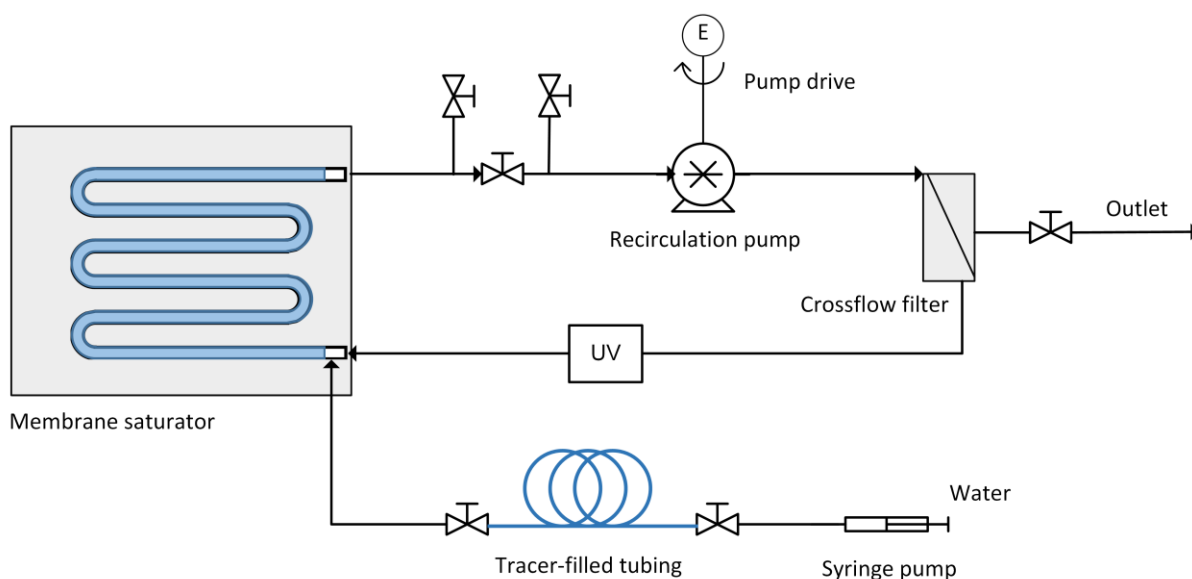 E
Pump drive
Recirculation pump
Outlet
Crossflow filter
UV
Membrane saturator
Water
Tracer-filled tubing
Syringe pump